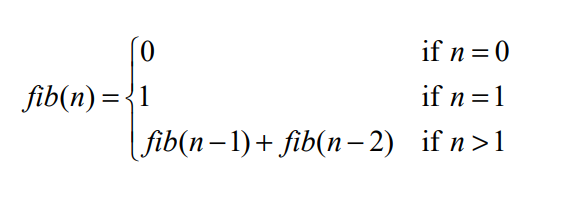 0 if n = 0
fib(n) = { 1 if n = 1
fib(n − 1) + fib(n − 2) if n > 1